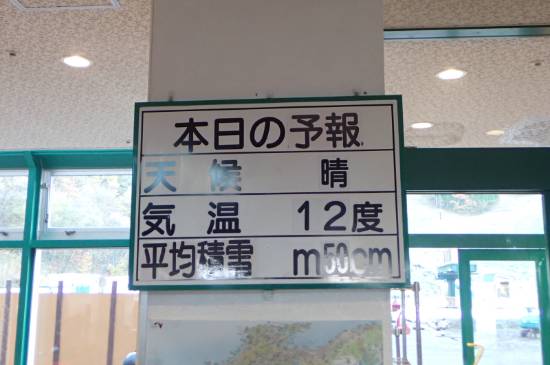 本日の予報
天候 晴
気温 12度
平均積雪 m50cm